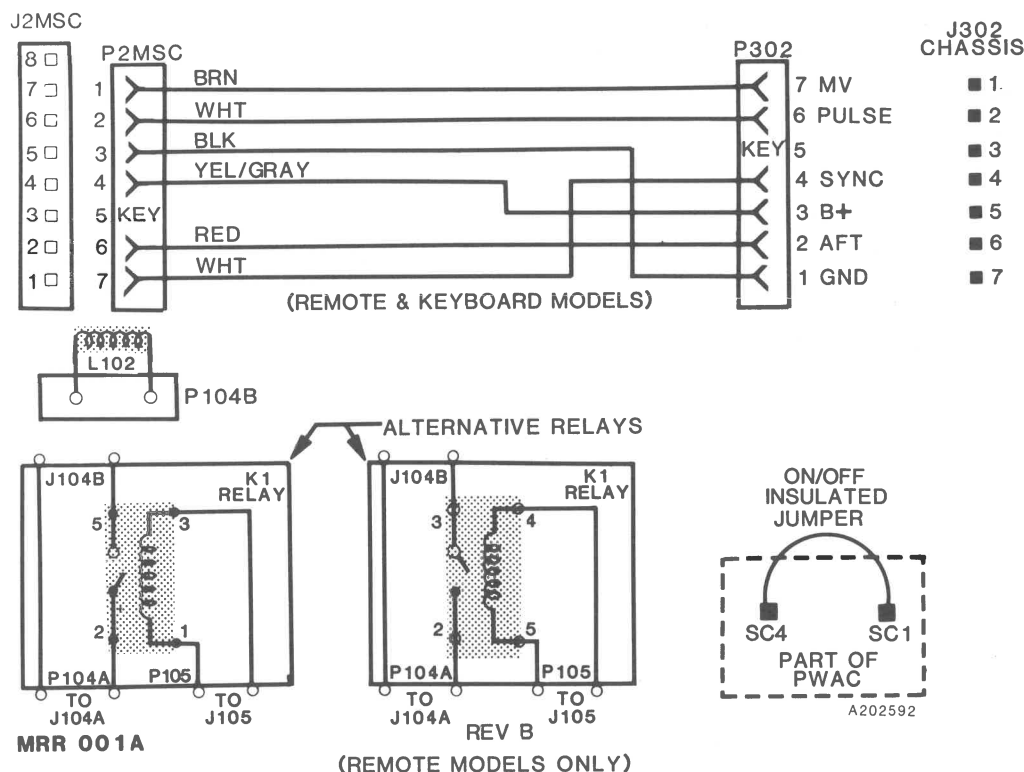 J2MSC
8
7
6
5
4
3
2
1
P2MSC
1 BRN
2 WHT
3 BLK
4 YEL/GRAY
5 KEY
6 RED
7 WHT
(REMOTE & KEYBOARD MODELS)
P302
7 MV
6 PULSE
KEY 5
4 SYNC
3 B+
2 AFT
1 GND
J302
CHASSIS
1
2
3
4
5
6
7
L102
P104B
ALTERNATIVE RELAYS
J104B
K1
RELAY
5
3
2
1
P104A P105
TO
J104A
TO
J105
MRR 001A
J104B
K1
RELAY
3
4
2
5
P104A P105
TO
J104A
TO
J105
REV B
(REMOTE MODELS ONLY)
ON/OFF
INSULATED
JUMPER
SC4 SC1
PART OF
PWAC
A202592